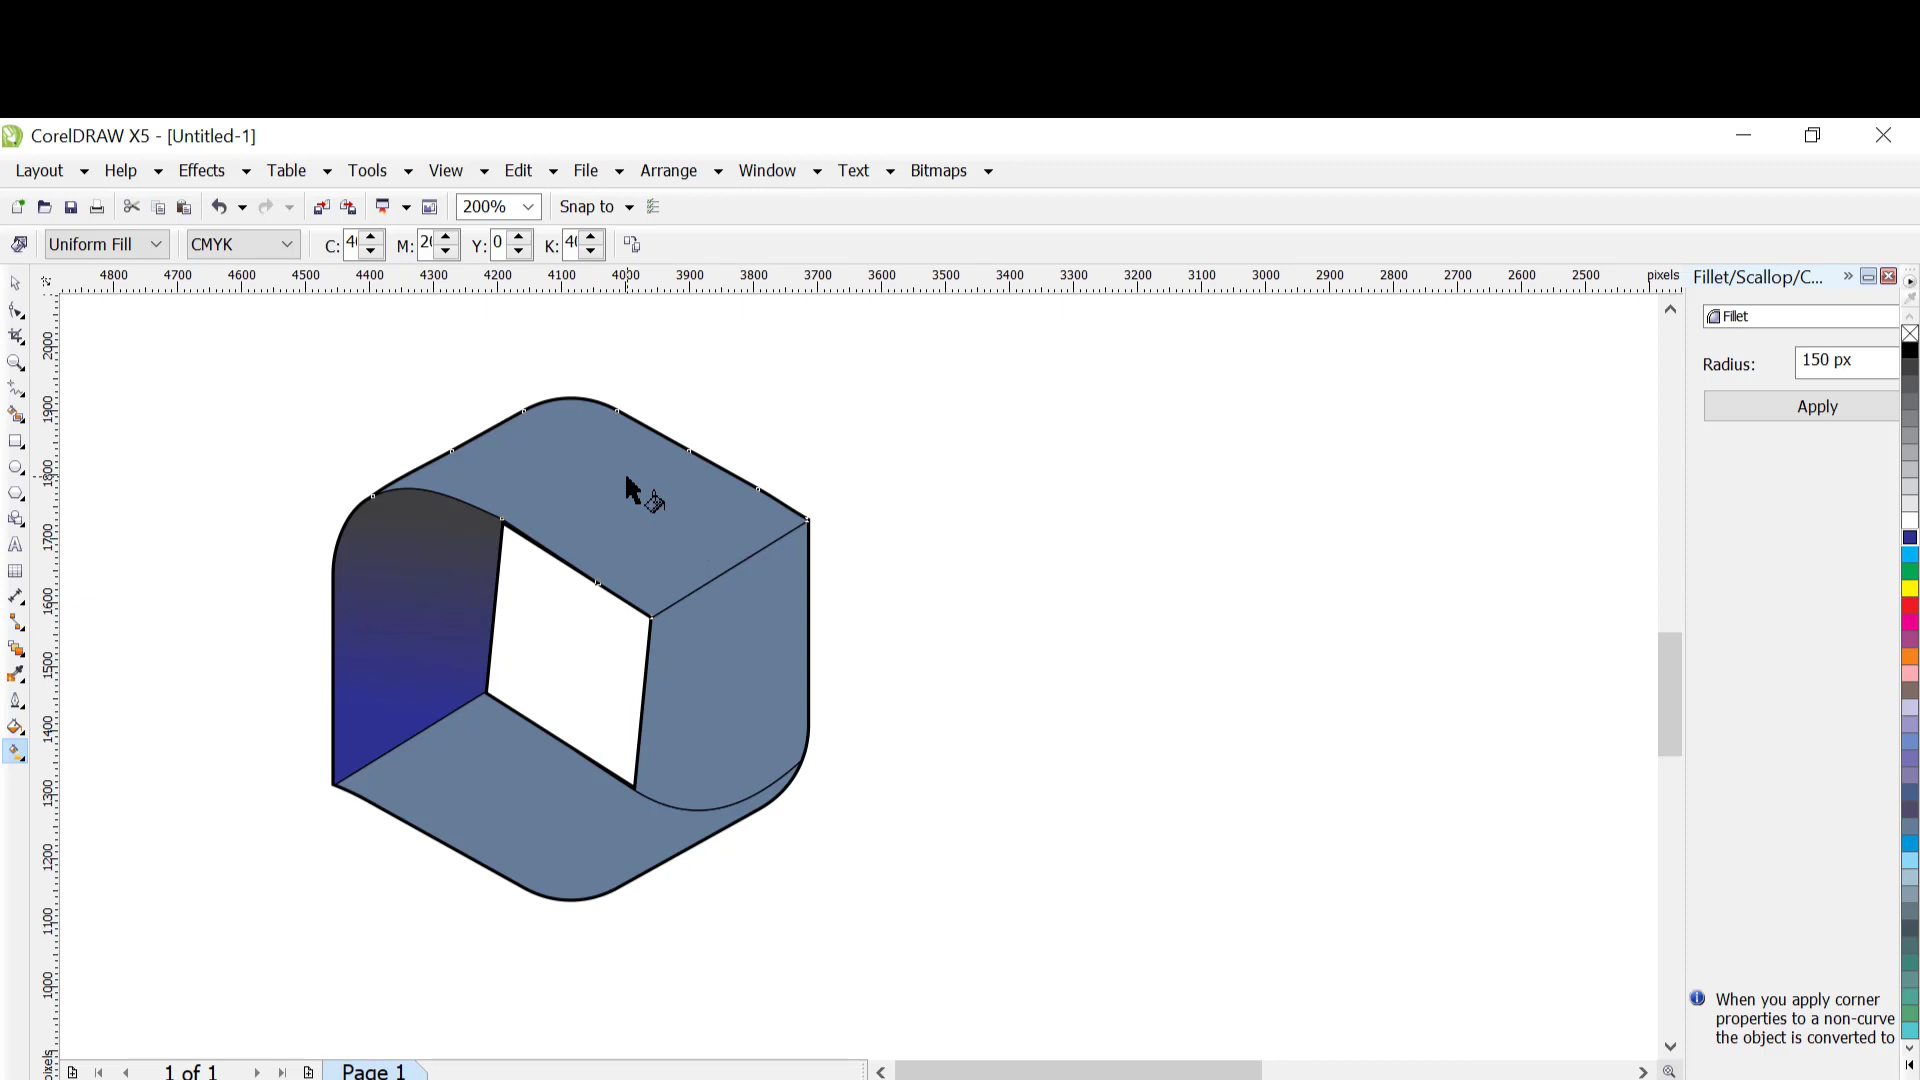 CorelDRAW X5 - [Untitled-1]
Layout Help Effects Table Tools View Edit File Arrange Window Text Bitmaps
200% Snap to
Uniform Fill CMYK C: M: Y: 0 K:
4800 4700 4600 4500 4400 4300 4200 4100 4000 3900 3800 3700 3600 3500 3400 3300 3200 3100 3000 2900 2800 2700 2600 2500 pixels
Fillet/Scallop/C...
Fillet
Radius: 150 px
Apply
2000
1900
1800
1700
1600
1500
1400
1300
1200
1100
1000
pixels
When you apply corner
properties to a non-curve
the object is converted to
1 of 1 Page 1